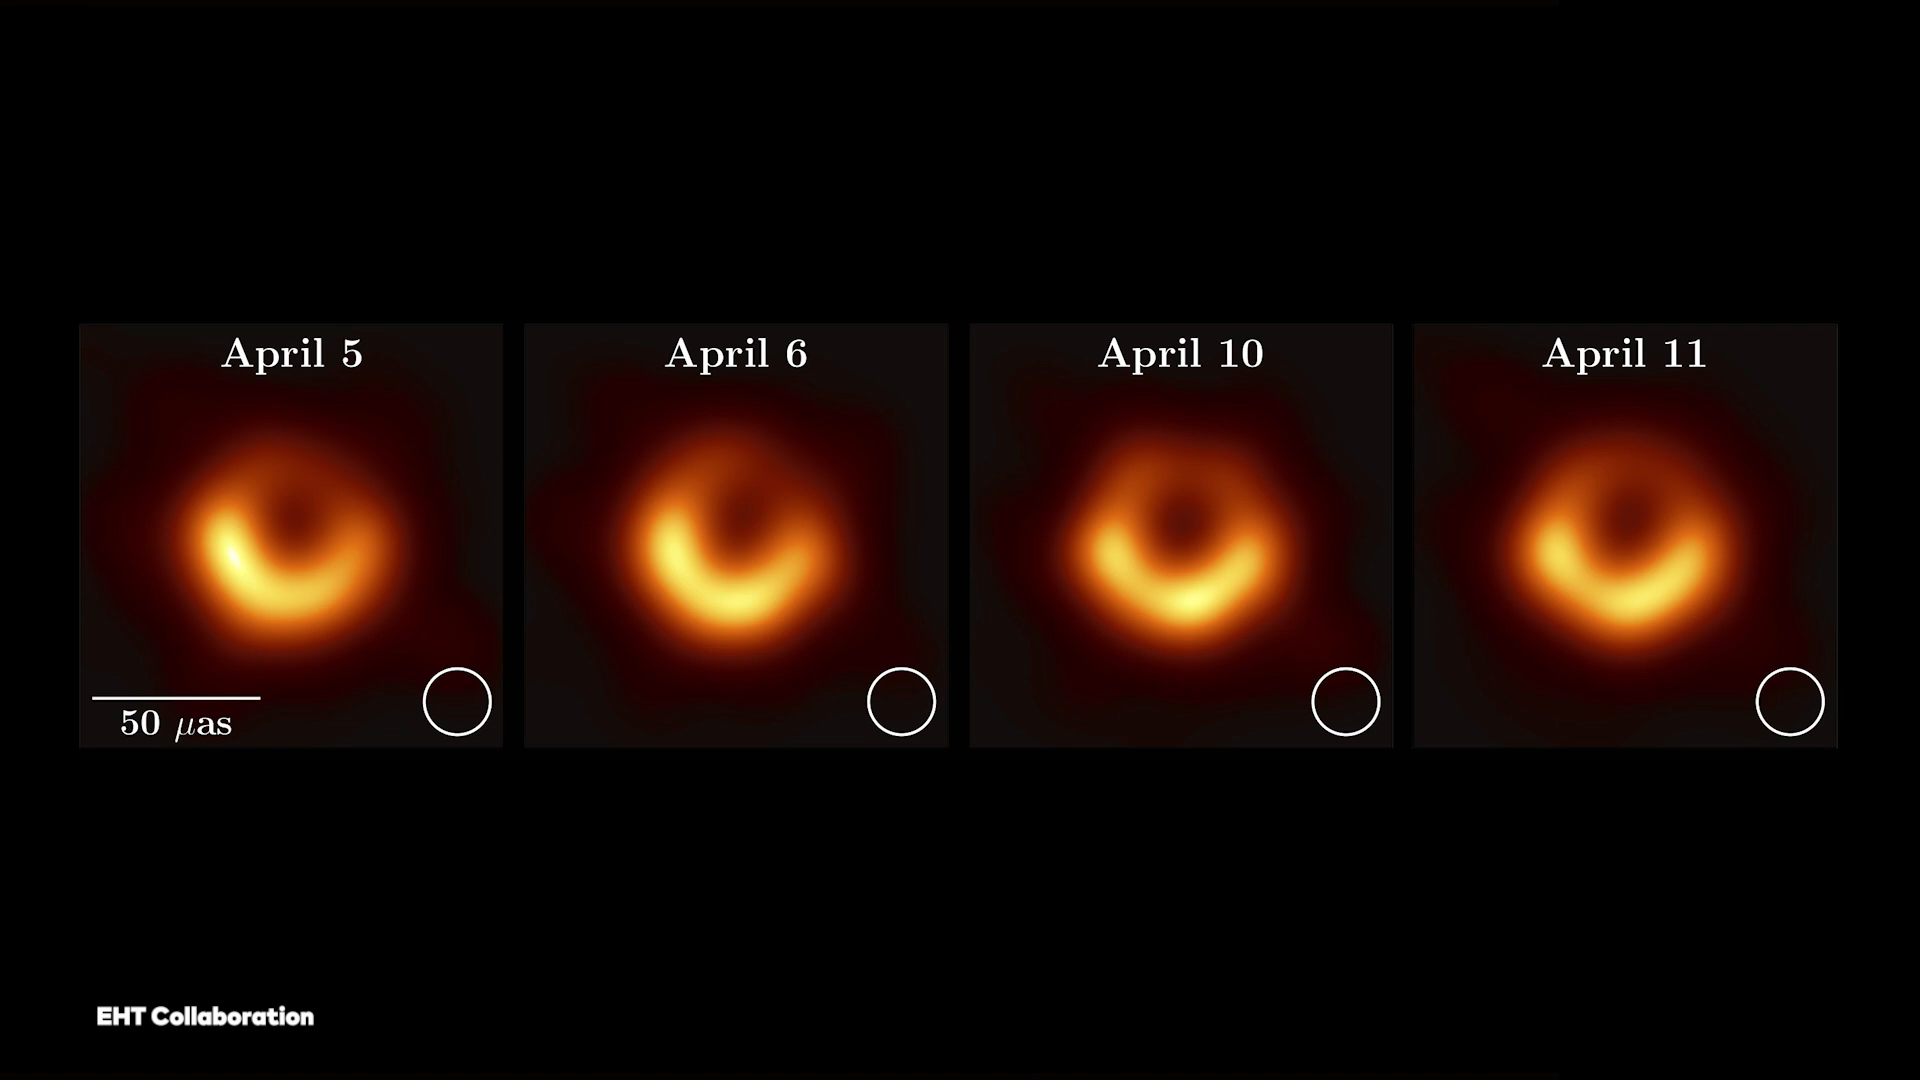 April 5
April 6
April 10
April 11
50 μas
EHT Collaboration